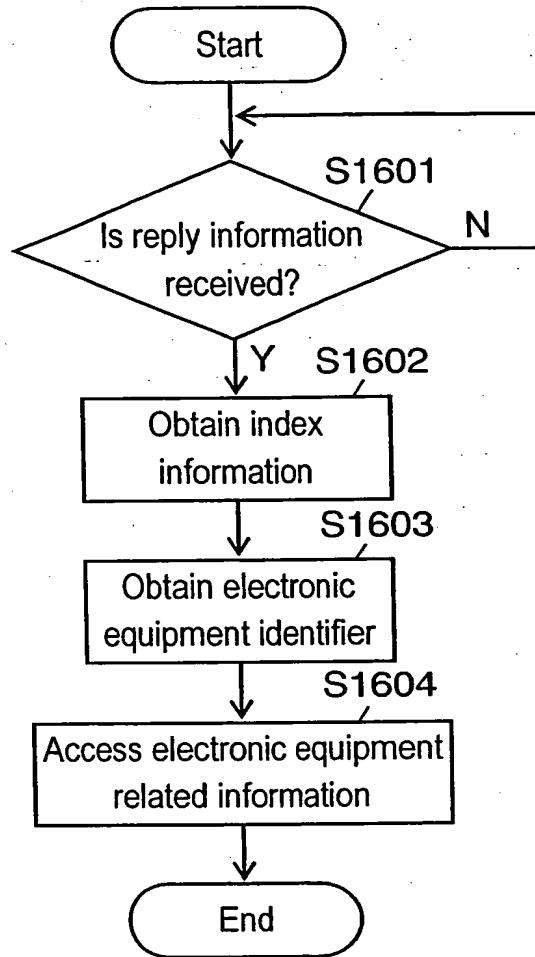 Start
S1601
Is reply information
received?
N
Y
S1602
Obtain index
information
S1603
Obtain electronic
equipment identifier
S1604
Access electronic equipment
related information
End